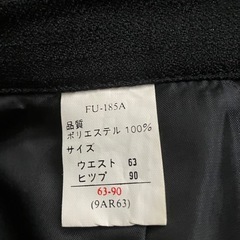 FU-185A
品質
ポリエステル 100%
サイズ
ウエスト 63
ヒップ 90
63-90
(9AR63)